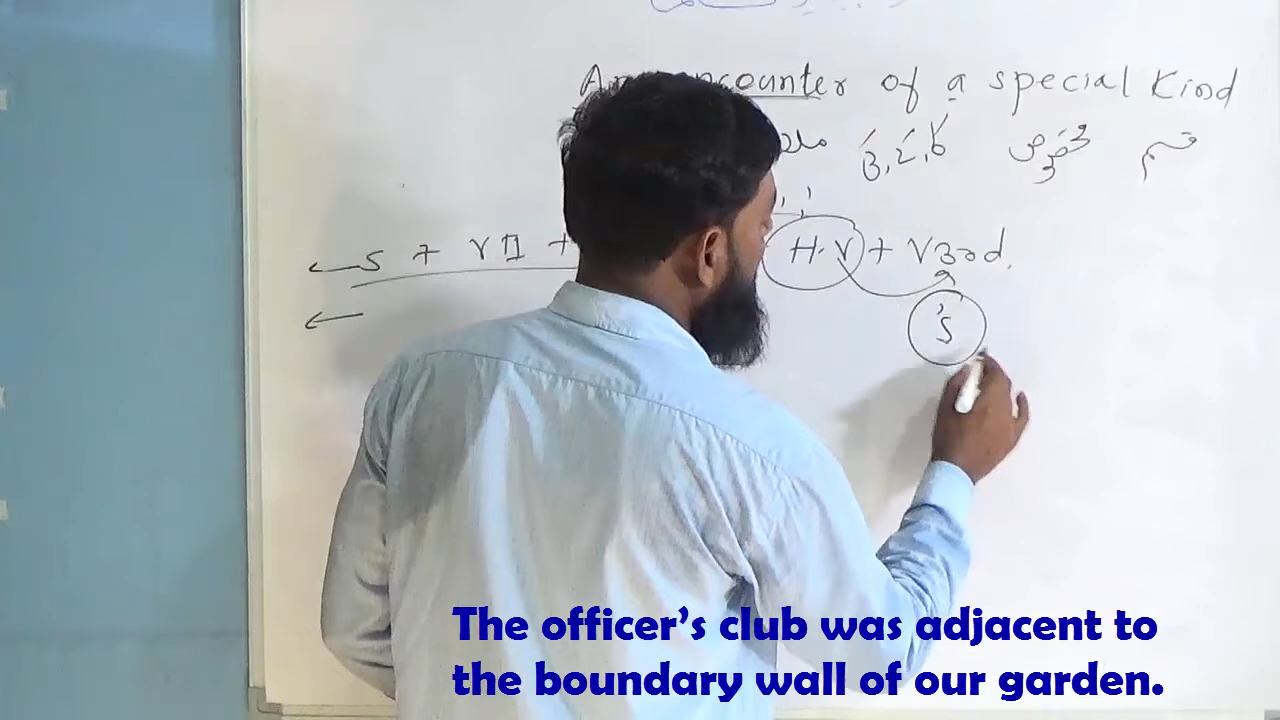 An encounter of a special Kind
کا، کے، کی خصوصی قسم
S + V II + H.V + V3rd.
The officer’s club was adjacent to
the boundary wall of our garden.